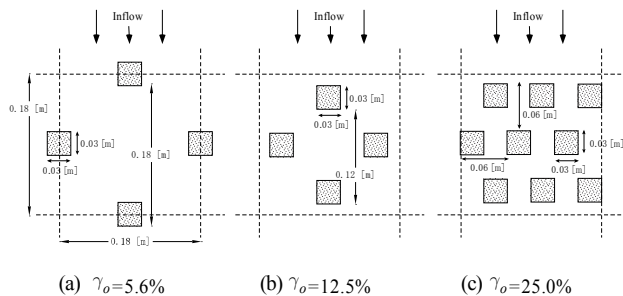 Inflow
0.18 [m]
0.03 [m]
0.03 [m]
0.18 [m]
0.18 [m]
(a) γo=5.6%
Inflow
0.03 [m]
0.03 [m]
0.12 [m]
(b) γo=12.5%
Inflow
0.06 [m]
0.03 [m]
0.06 [m]
0.03 [m]
(c) γo=25.0%